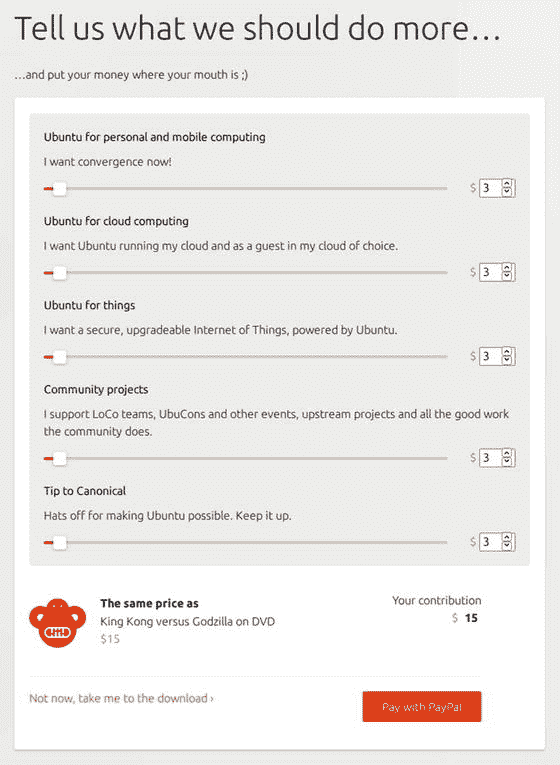 Tell us what we should do more...
...and put your money where your mouth is ;)
Ubuntu for personal and mobile computing
I want convergence now!
$ 3
Ubuntu for cloud computing
I want Ubuntu running my cloud and as a guest in my cloud of choice.
$ 3
Ubuntu for things
I want a secure, upgradeable Internet of Things, powered by Ubuntu.
$ 3
Community projects
I support LoCo teams, UbuCons and other events, upstream projects and all the good work
the community does.
$ 3
Tip to Canonical
Hats off for making Ubuntu possible. Keep it up.
$ 3
The same price as
King Kong versus Godzilla on DVD
$15
Your contribution
$ 15
Not now, take me to the download ›
Pay with PayPal